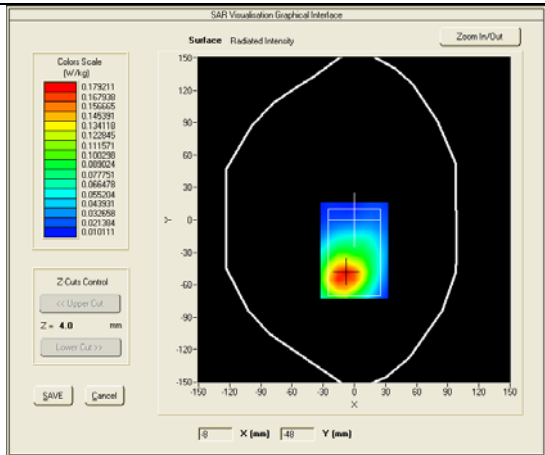 SAR Visualisation Graphical Interface
Surface Radiated Intensity
Zoom In/Out
Colors Scale
(W/kg)
0.179211
0.167938
0.156665
0.145391
0.134118
0.122845
0.111571
0.100298
0.089024
0.077751
0.066478
0.055204
0.043931
0.032658
0.021384
0.010111
Z Cuts Control
<< Upper Cut
Z = 4.0 mm
Lower Cut >>
SAVE
Cancel
150-
120-
90-
60-
30-
0-
-30-
-60-
-90-
-120-
-150-
Y
-150 -120 -90 -60 -30 0 30 60 90 120 150
X
-8 X (mm) -48 Y (mm)